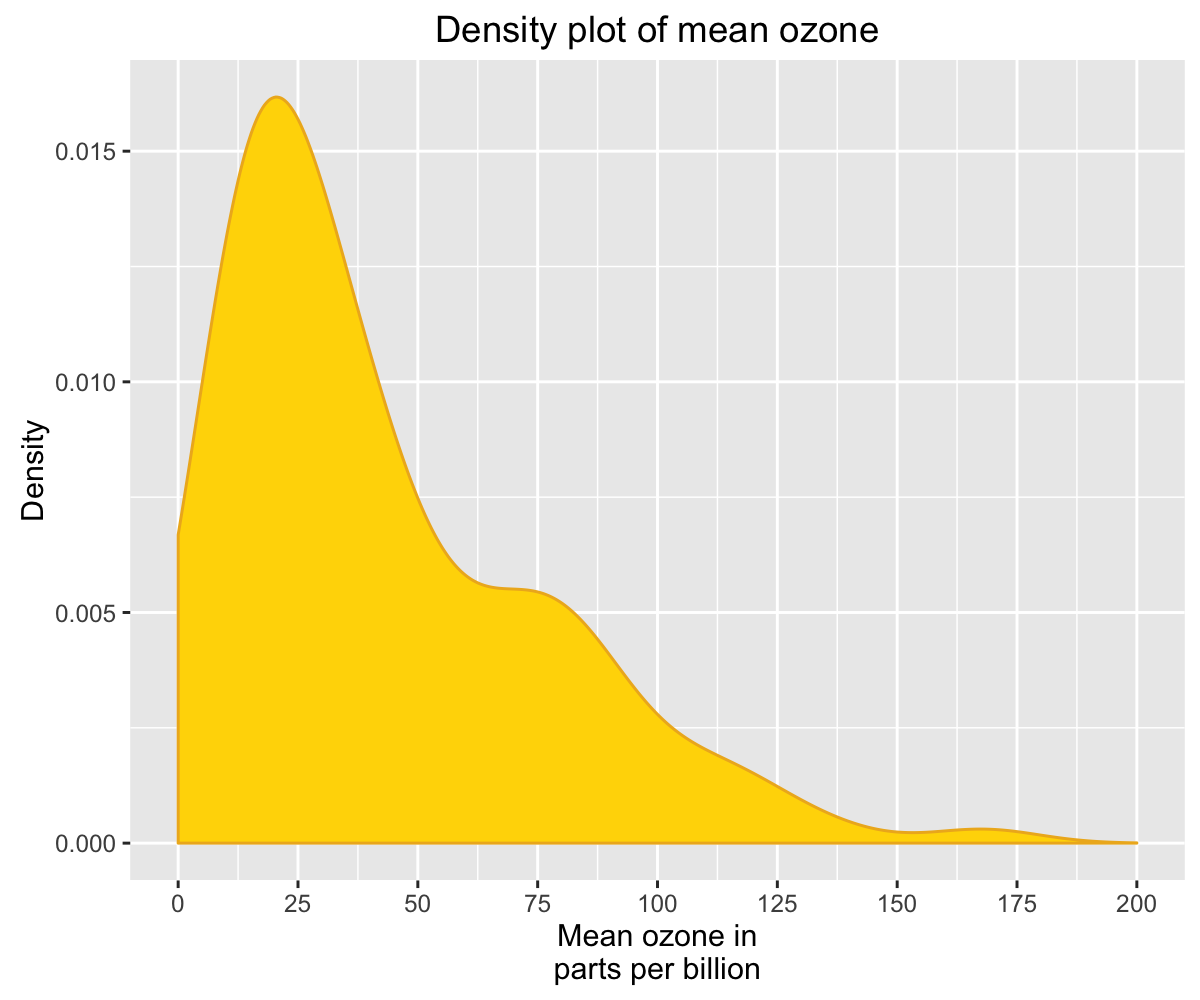 Density plot of mean ozone
Density
0.015
0.010
0.005
0.000
0 25 50 75 100 125 150 175 200
Mean ozone in
parts per billion